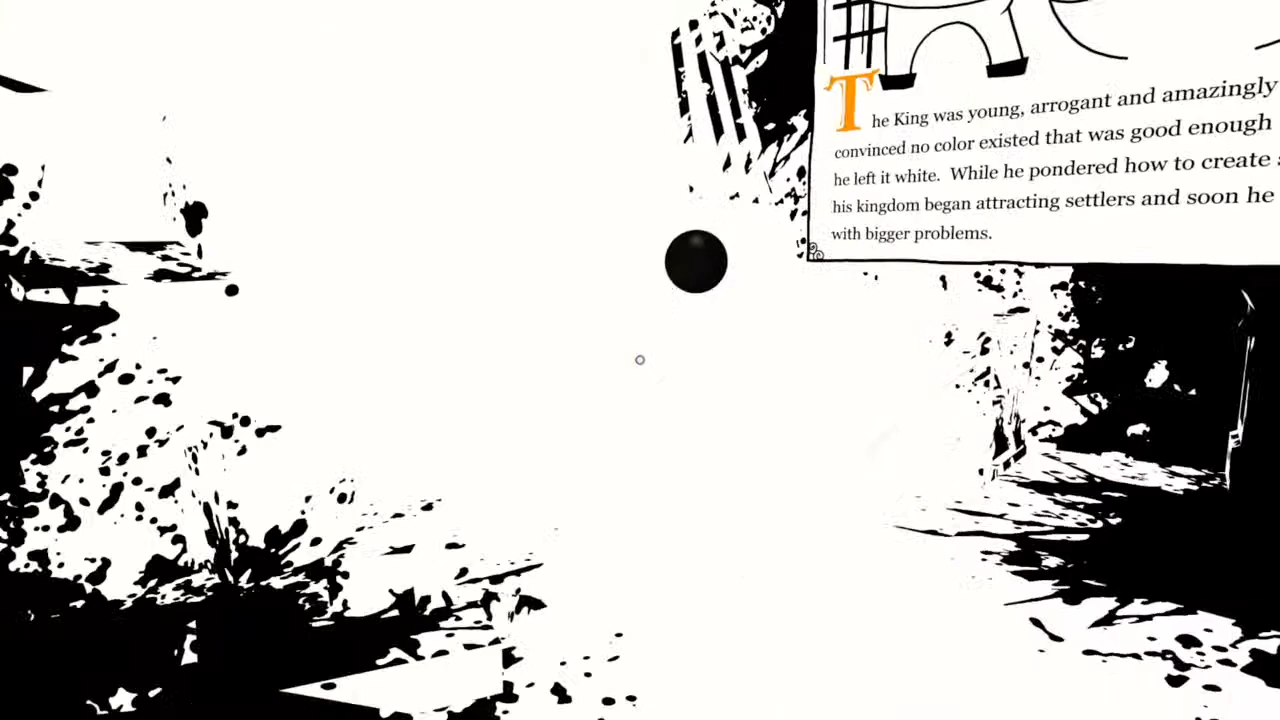 The King was young, arrogant and amazingly
convinced no color existed that was good enough
he left it white. While he pondered how to create
his kingdom began attracting settlers and soon he
with bigger problems.